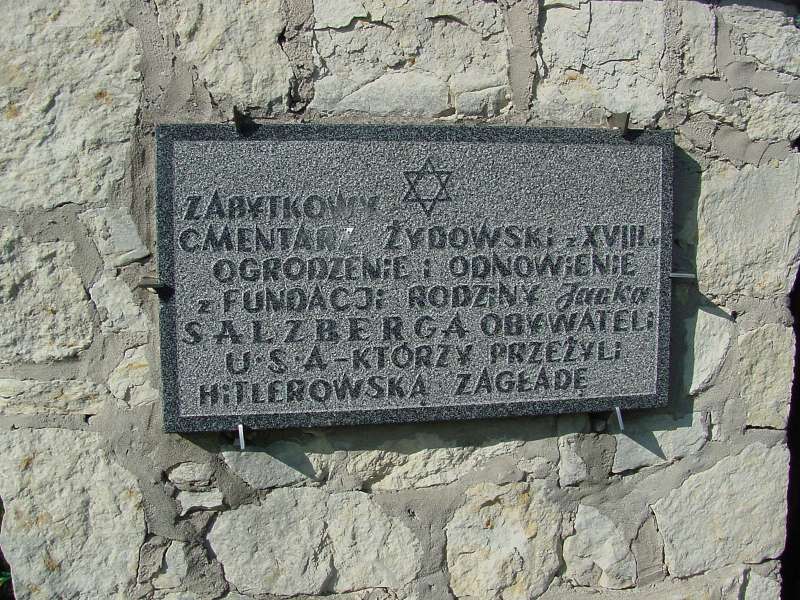 ZABYTKOWY
CMENTARZ ŻYDOWSKI z XVIII w
OGRODZENIE i ODNOWIENIE
z FUNDACJI RODZINY Jacka
SALZBERGA OBYWATELI
U·S·A-KTÓRZY PRZEŻYLI
HITLEROWSKĄ ZAGŁADĘ